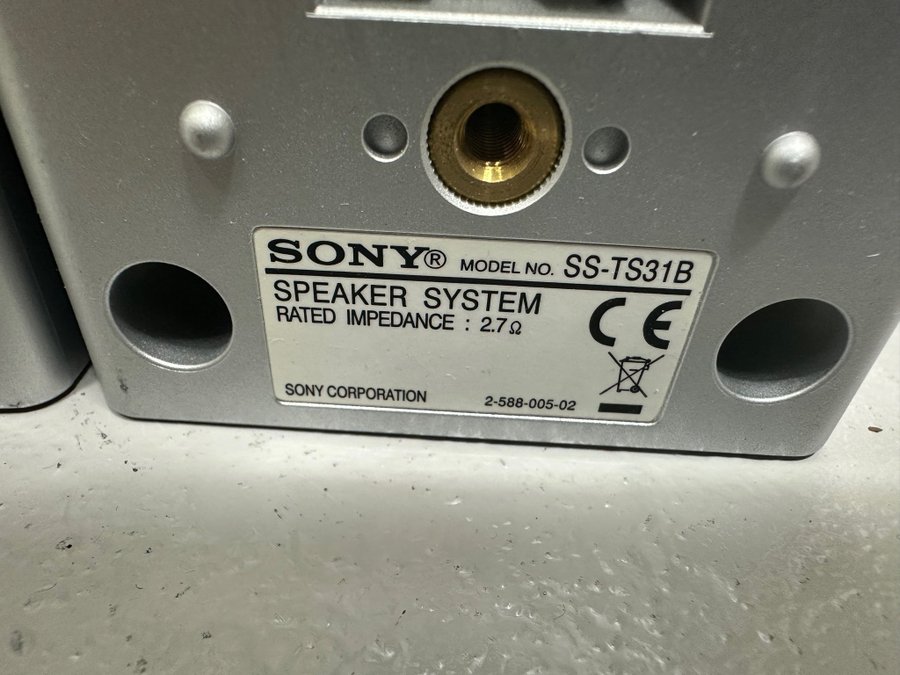 SONY® MODEL NO. SS-TS31B
SPEAKER SYSTEM
RATED IMPEDANCE : 2.7Ω
CE
SONY CORPORATION 2-588-005-02